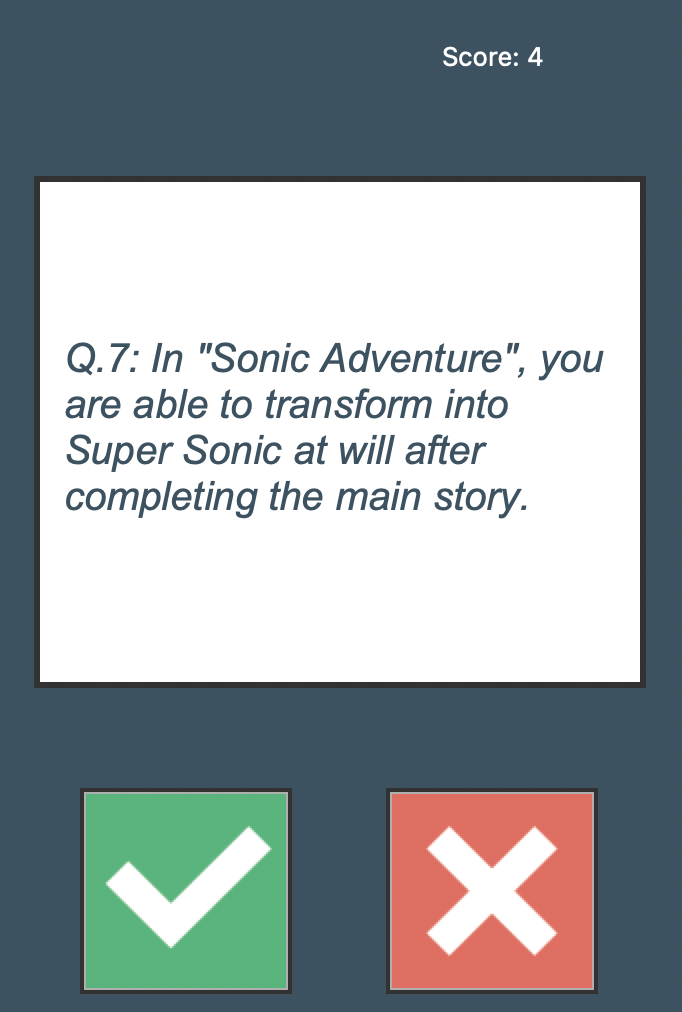 Score: 4
Q.7: In "Sonic Adventure", you
are able to transform into
Super Sonic at will after
completing the main story.